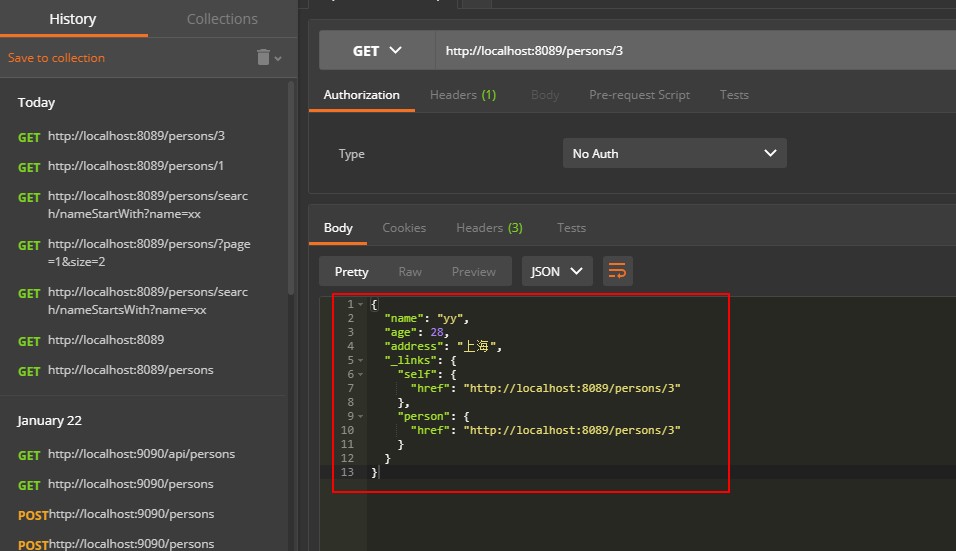 History
Collections
Save to collection
Today
GET http://localhost:8089/persons/3
GET http://localhost:8089/persons/1
GET http://localhost:8089/persons/searc
h/nameStartWith?name=xx
GET http://localhost:8089/persons/?page
=1&size=2
GET http://localhost:8089/persons/searc
h/nameStartsWith?name=xx
GET http://localhost:8089
GET http://localhost:8089/persons
January 22
GET http://localhost:9090/api/persons
GET http://localhost:9090/persons
POST http://localhost:9090/persons
POST http://localhost:9090/persons
GET http://localhost:8089/persons/3
Authorization Headers (1) Body Pre-request Script Tests
Type No Auth
Body Cookies Headers (3) Tests
Pretty Raw Preview JSON
1 {
2 "name": "yy",
3 "age": 28,
4 "address": "上海",
5 "_links": {
6 "self": {
7 "href": "http://localhost:8089/persons/3"
8 },
9 "person": {
10 "href": "http://localhost:8089/persons/3"
11 }
12 }
13 }